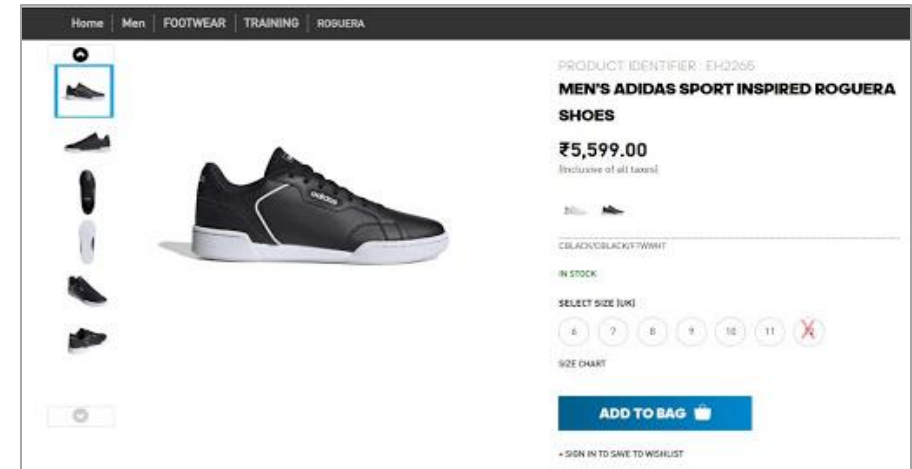 Home Men FOOTWEAR TRAINING ROGUERA
PRODUCT IDENTIFIER : EH2265
MEN'S ADIDAS SPORT INSPIRED ROGUERA
SHOES
₹5,599.00
(Inclusive of all taxes)
CBLACK/CBLACK/FTWWHT
IN STOCK
SELECT SIZE (UK)
6 7 8 9 10 11
SIZE CHART
ADD TO BAG
+ SIGN IN TO SAVE TO WISHLIST
adidas